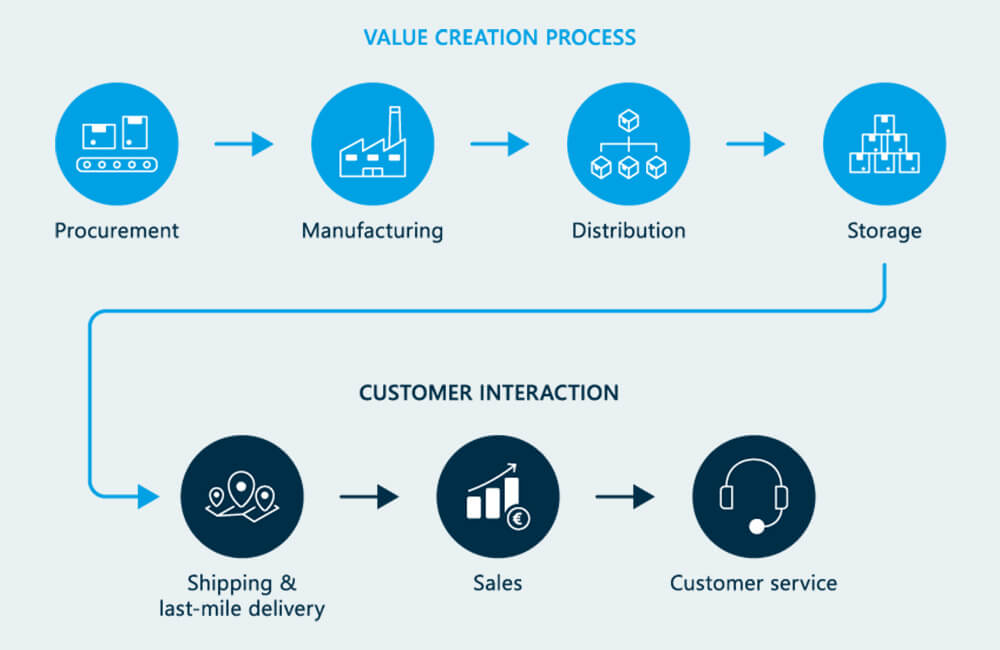 VALUE CREATION PROCESS
Procurement
Manufacturing
Distribution
Storage
CUSTOMER INTERACTION
Shipping &
last-mile delivery
€
Sales
Customer service